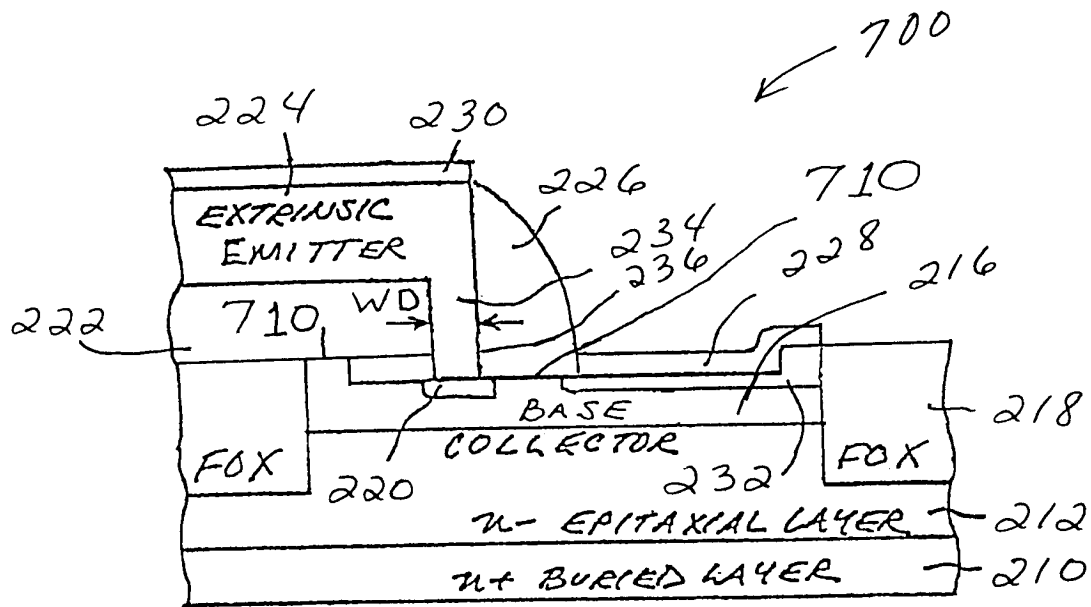 700
224
230
226
710
EXTRINSIC
EMITTER
234
236
228
216
WD
222
710
BASE
COLLECTOR
FOX
FOX
218
220
232
n- EPITAXIAL LAYER
212
n+ BURIED LAYER
210